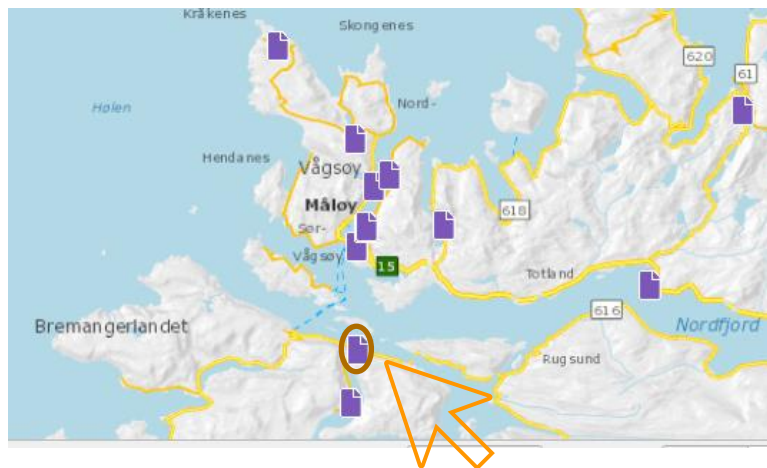 Kråkenes
Skongenes
620
61
Holen
Nord-
Hendanes
Vågsøy
Måløy
618
Sør-
Vågsøy
15
Totland
616
Bremangerlandet
Nordfjord
Rugsund